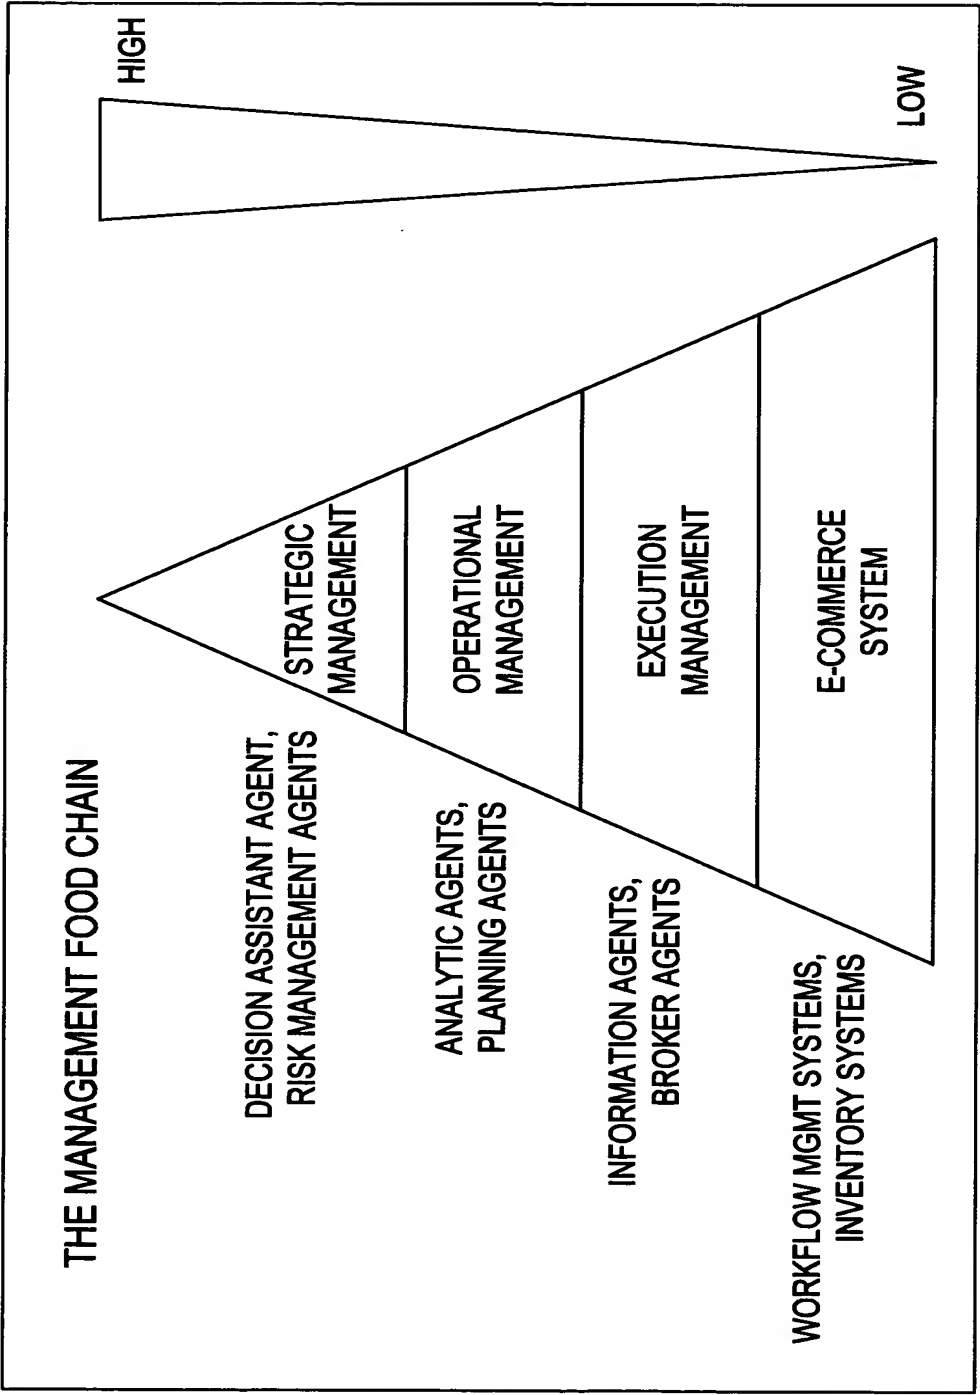 THE MANAGEMENT FOOD CHAIN
HIGH
DECISION ASSISTANT AGENT,
RISK MANAGEMENT AGENTS
STRATEGIC
MANAGEMENT
ANALYTIC AGENTS,
PLANNING AGENTS
OPERATIONAL
MANAGEMENT
INFORMATION AGENTS,
BROKER AGENTS
EXECUTION
MANAGEMENT
WORKFLOW MGMT SYSTEMS,
INVENTORY SYSTEMS
E-COMMERCE
SYSTEM
LOW